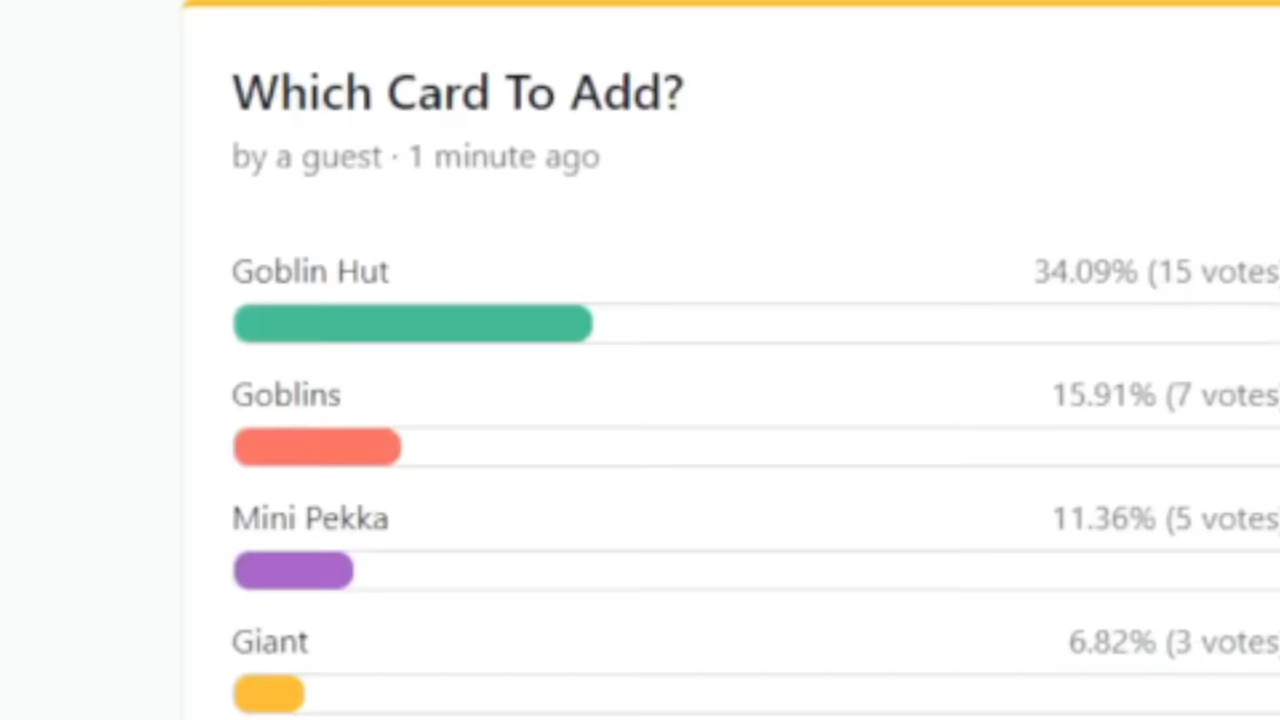 Which Card To Add?
by a guest · 1 minute ago
Goblin Hut 34.09% (15 votes)
Goblins 15.91% (7 votes)
Mini Pekka 11.36% (5 votes)
Giant 6.82% (3 votes)